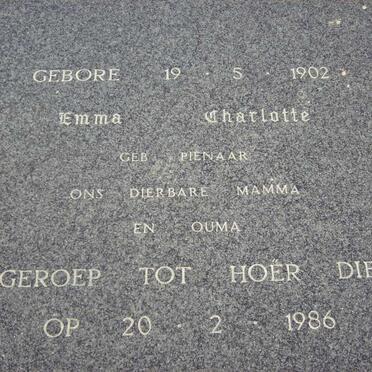 GEBORE 19 · 5 · 1902
Emma Charlotte
GEB PIENAAR
ONS DIERBARE MAMMA
EN OUMA
GEROEP TOT HOËR DIE
OP 20 · 2 · 1986